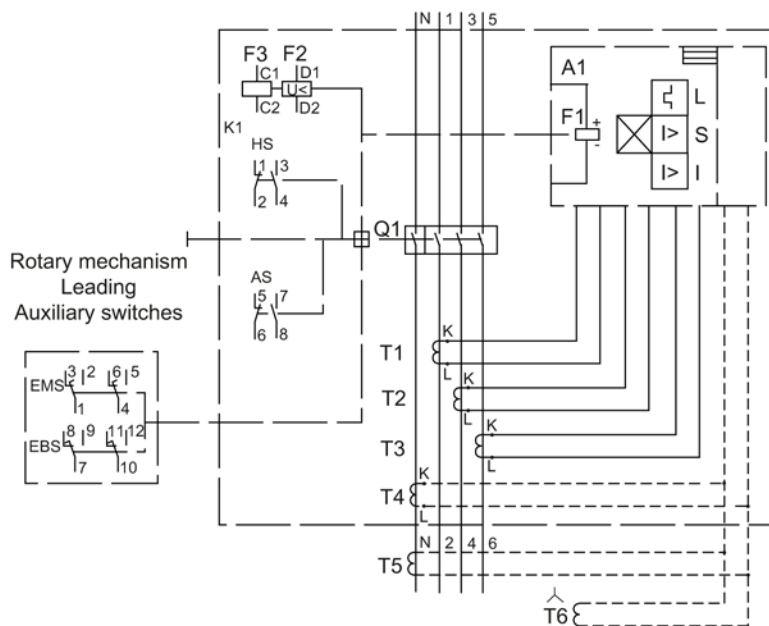 N 1 3 5
F3 F2
C1 D1
U<
C2 D2
K1
A1
F1 + -
L
I> S
I> I
HS
1 3
2 4
Q1
Rotary mechanism
Leading
Auxiliary switches
AS
5 7
6 8
EMS 3 2 6 5
1 4
EBS 8 9 11 12
7 10
T1 K
L
T2 K
L
T3 K
L
T4 K
L
N 2 4 6
T5
T6